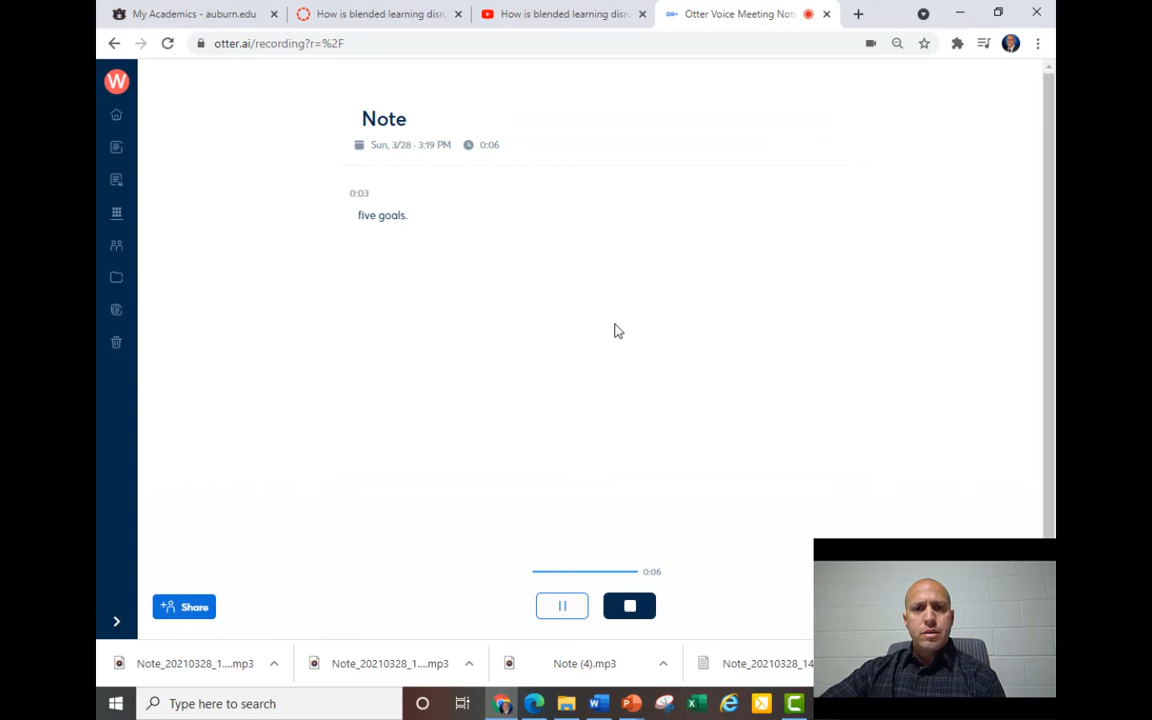 My Academics - auburn.edu
How is blended learning disr
How is blended learning disr
Otter Voice Meeting Not
otter.ai/recording?r=%2F
W
Note
Sun, 3/28 - 3:19 PM 0:06
0:03
five goals.
0:06
Share
Note_20210328_1....mp3
Note_20210328_1....mp3
Note (4).mp3
Note_20210328_14
Type here to search